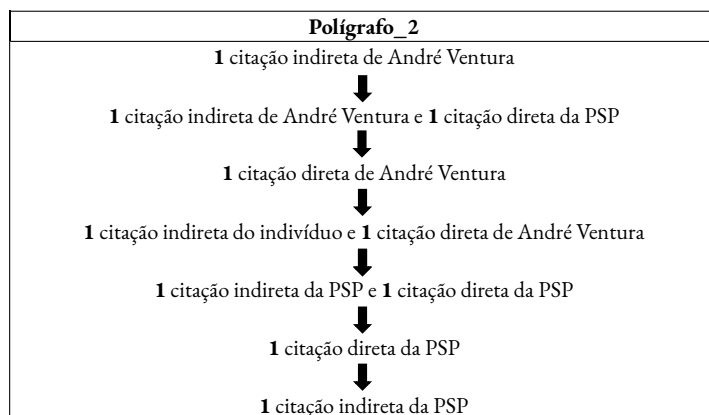 Polígrafo_2
1 citação indireta de André Ventura
1 citação indireta de André Ventura e 1 citação direta da PSP
1 citação direta de André Ventura
1 citação indireta do indivíduo e 1 citação direta de André Ventura
1 citação indireta da PSP e 1 citação direta da PSP
1 citação direta da PSP
1 citação indireta da PSP